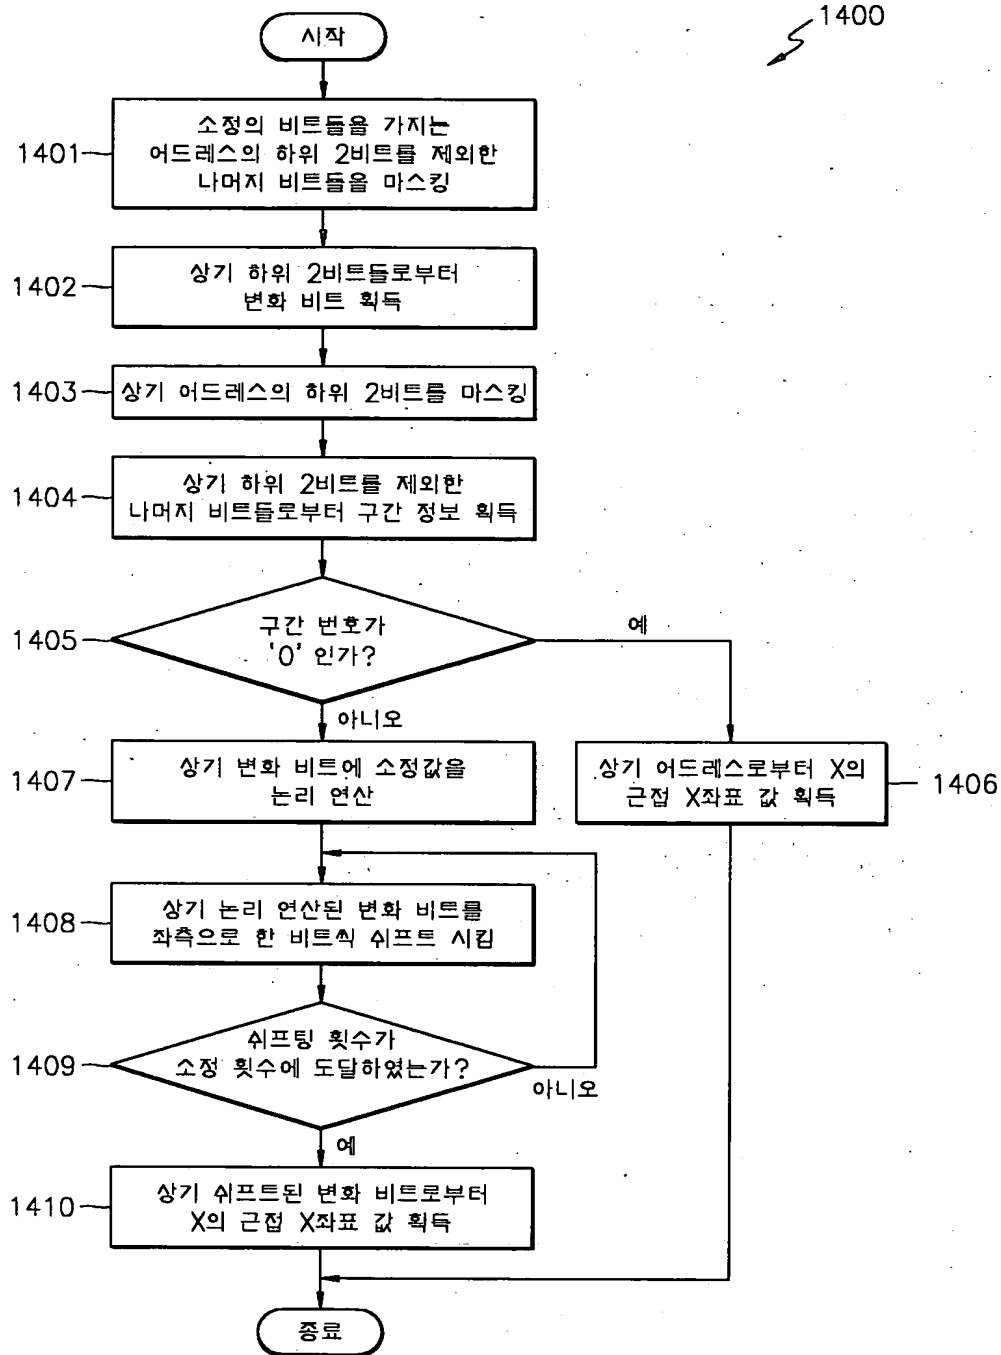 1400
시작
1401
소정의 비트들을 가지는
어드레스의 하위 2비트를 제외한
나머지 비트들을 마스킹
1402
상기 하위 2비트들로부터
변화 비트 획득
1403
상기 어드레스의 하위 2비트를 마스킹
1404
상기 하위 2비트를 제외한
나머지 비트들로부터 구간 정보 획득
1405
구간 번호가
'0' 인가?
예
아니오
1407
상기 변화 비트에 소정값을
논리 연산
상기 어드레스로부터 X의
근접 X좌표 값 획득
1406
1408
상기 논리 연산된 변화 비트를
좌측으로 한 비트씩 쉬프트 시킴
1409
쉬프팅 횟수가
소정 횟수에 도달하였는가?
아니오
예
1410
상기 쉬프트된 변화 비트로부터
X의 근접 X좌표 값 획득
종료